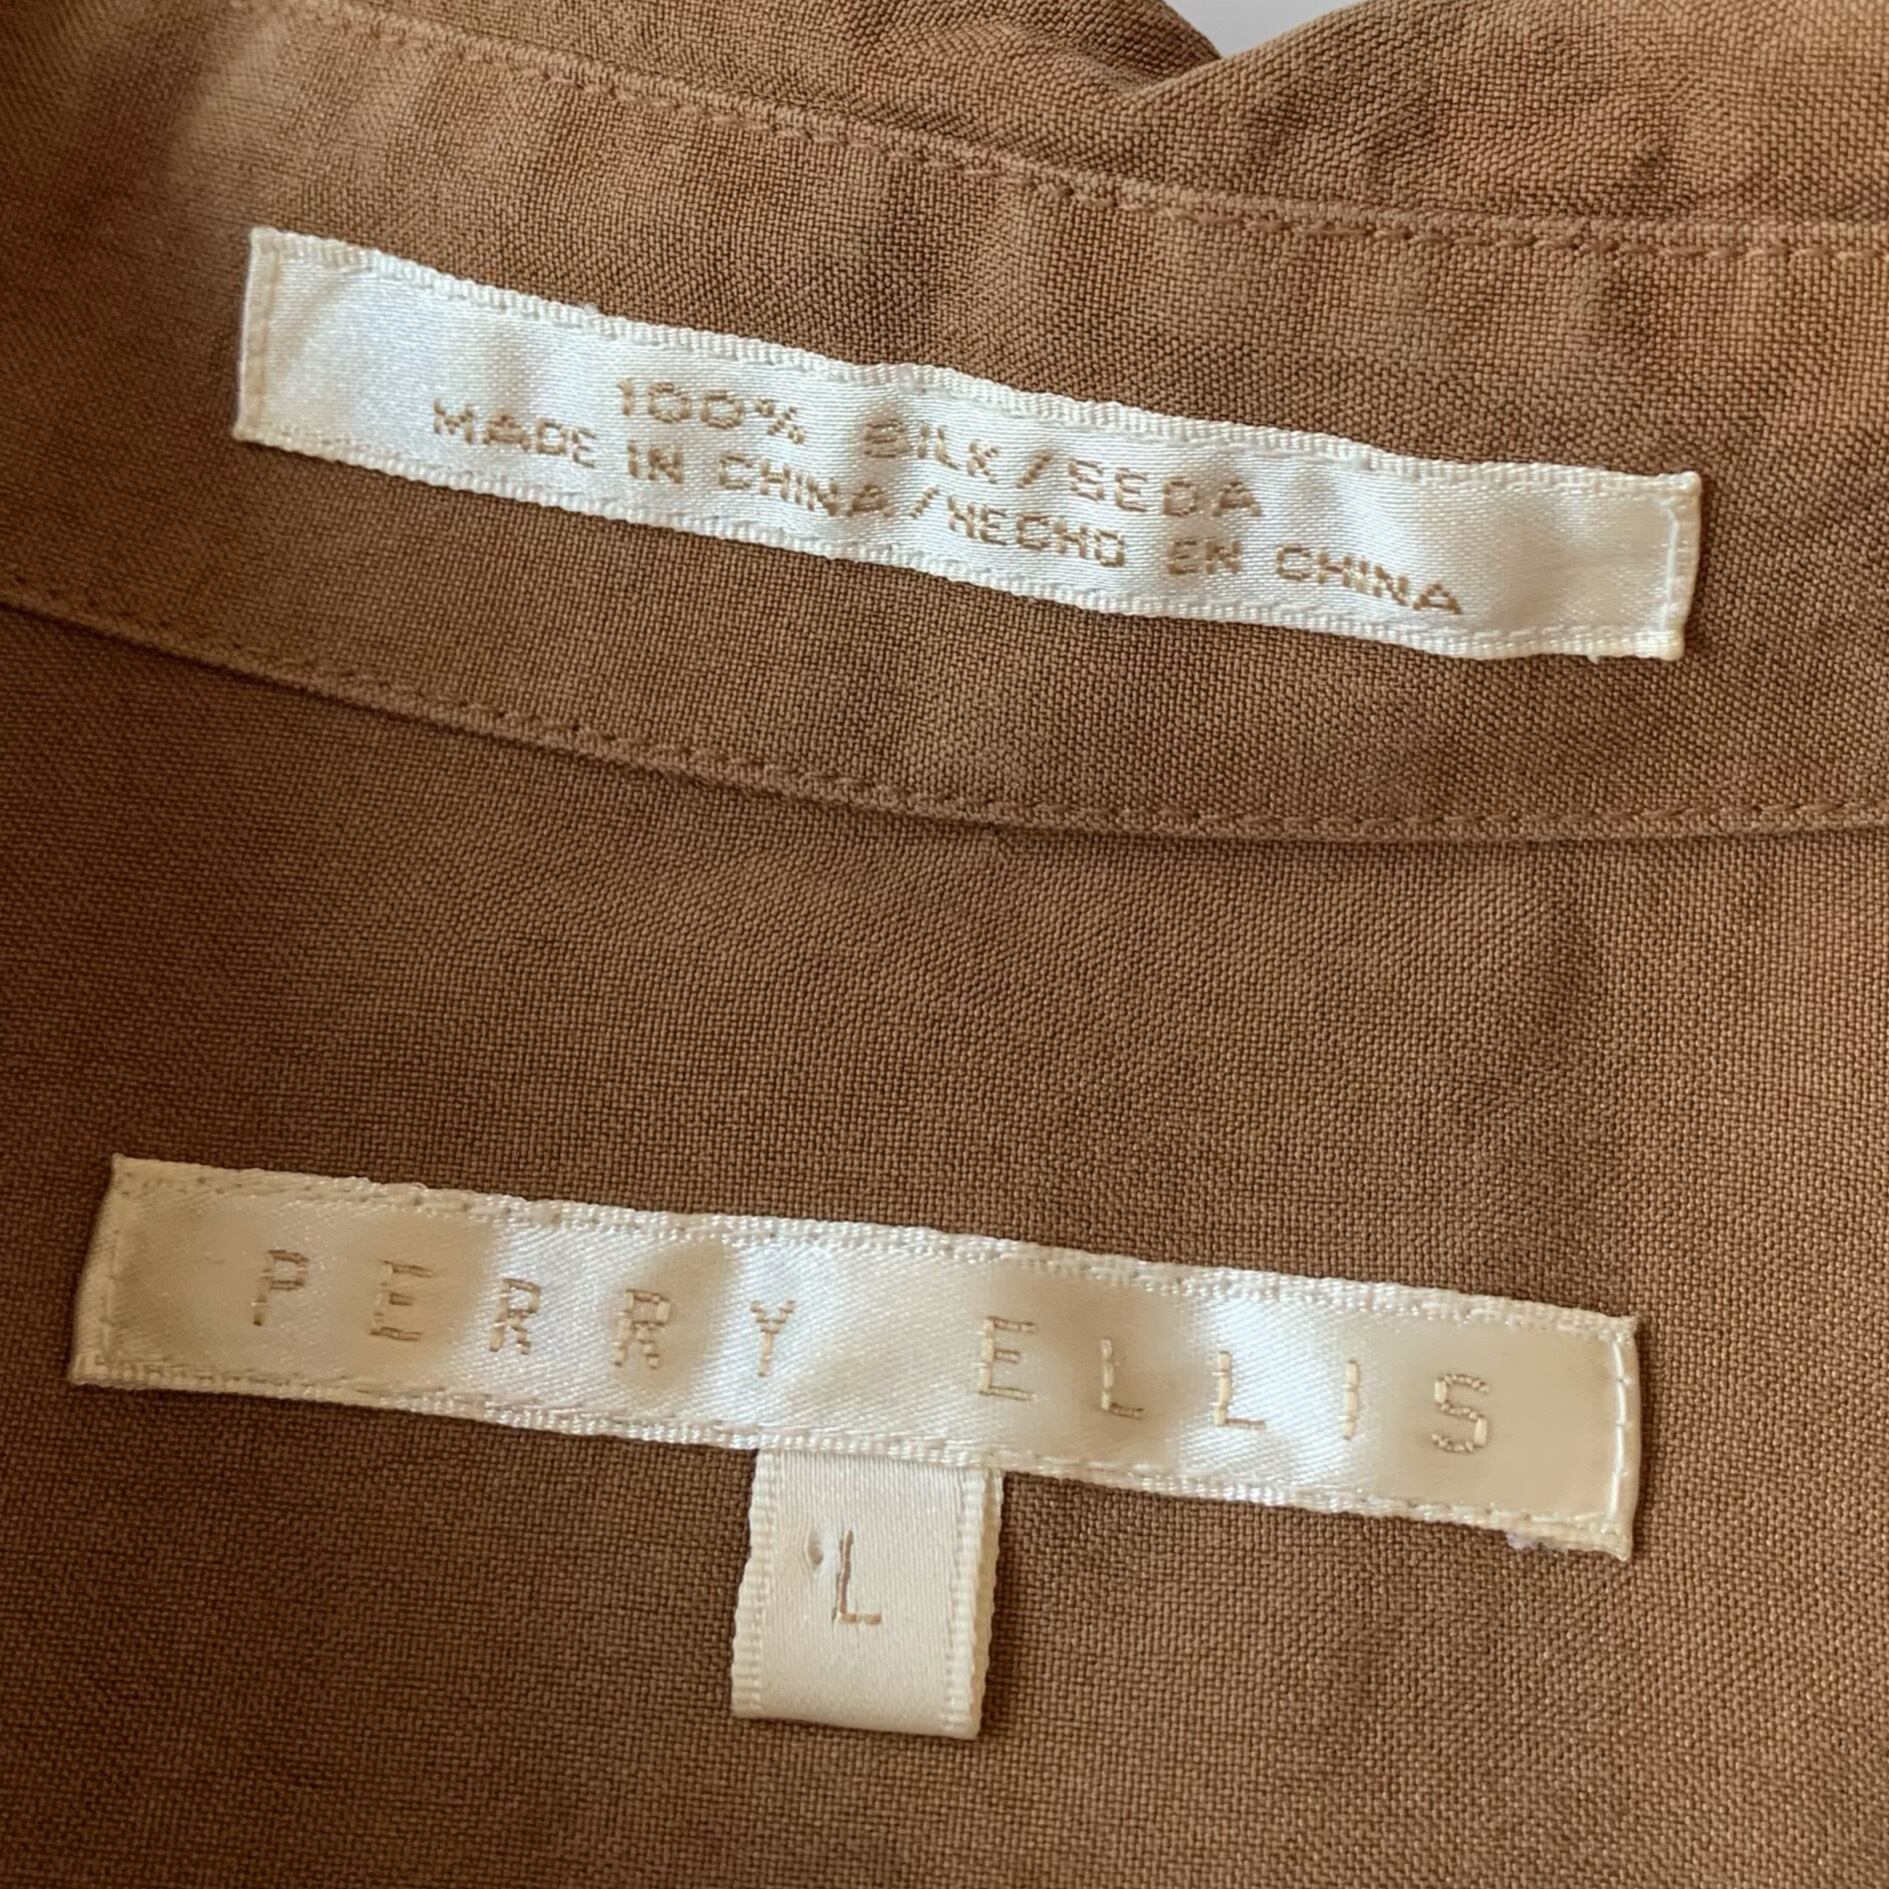 100% SILK/SEDA
MADE IN CHINA/HECHO EN CHINA
PERRY ELLIS
L